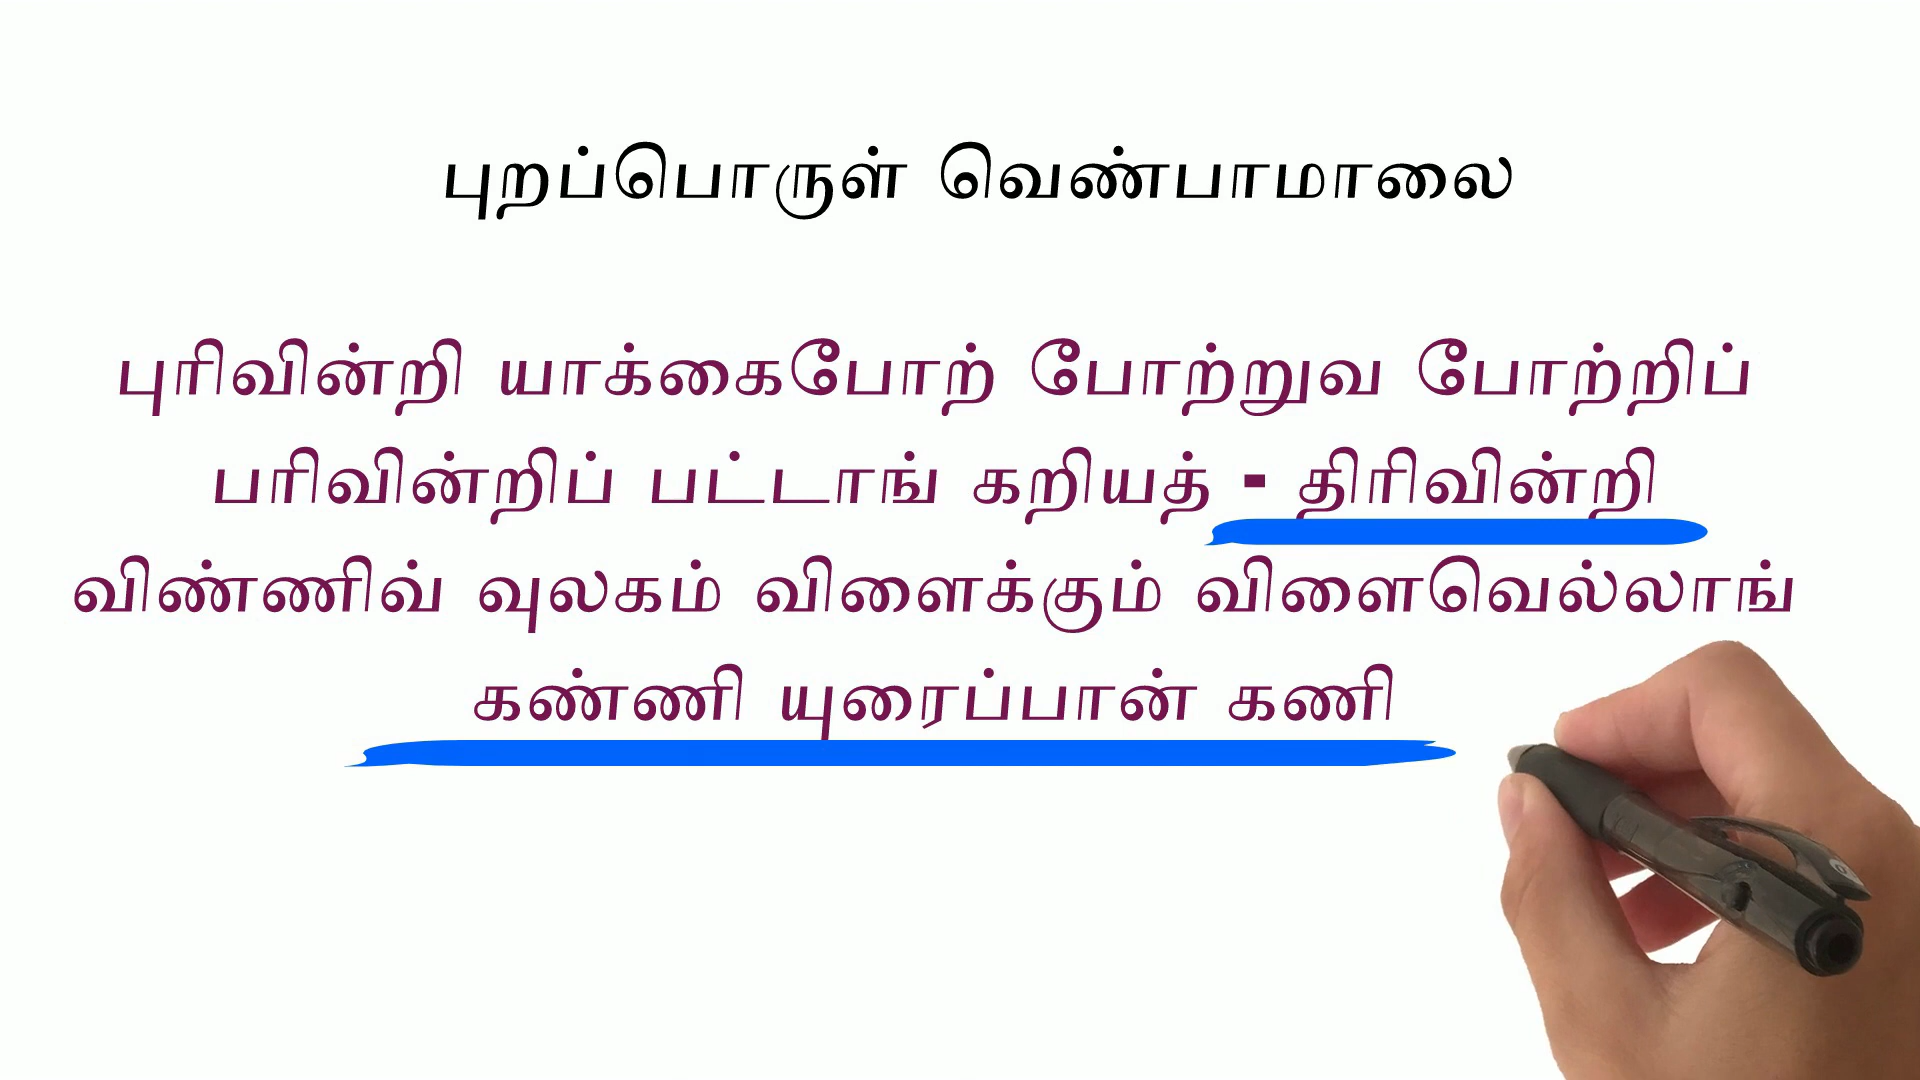 புறப்பொருள் வெண்பாமாலை
புரிவின்றி யாக்கைபோற் போற்றுவ போற்றிப்
பரிவின்றிப் பட்டாங் கறியத் - திரிவின்றி
விண்ணிவ் வுலகம் விளைக்கும் விளைவெல்லாங்
கண்ணி யுரைப்பான் கணி